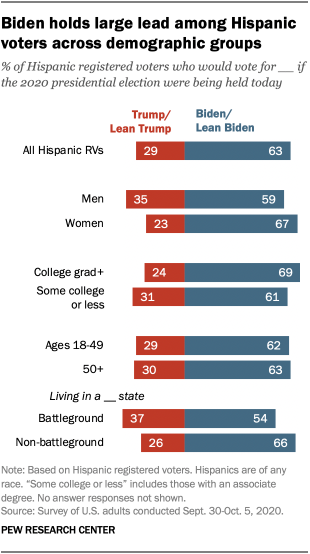 Biden holds large lead among Hispanic
voters across demographic groups
% of Hispanic registered voters who would vote for __ if
the 2020 presidential election were being held today
Trump/ Biden/
Lean Trump Lean Biden
All Hispanic RVs 29 63
Men 35 59
Women 23 67
College grad+ 24 69
Some college
or less 31 61
Ages 18-49 29 62
50+ 30 63
Living in a __ state
Battleground 37 54
Non-battleground 26 66
Note: Based on Hispanic registered voters. Hispanics are of any
race. “Some college or less” includes those with an associate
degree. No answer responses not shown.
Source: Survey of U.S. adults conducted Sept. 30-Oct. 5, 2020.
PEW RESEARCH CENTER